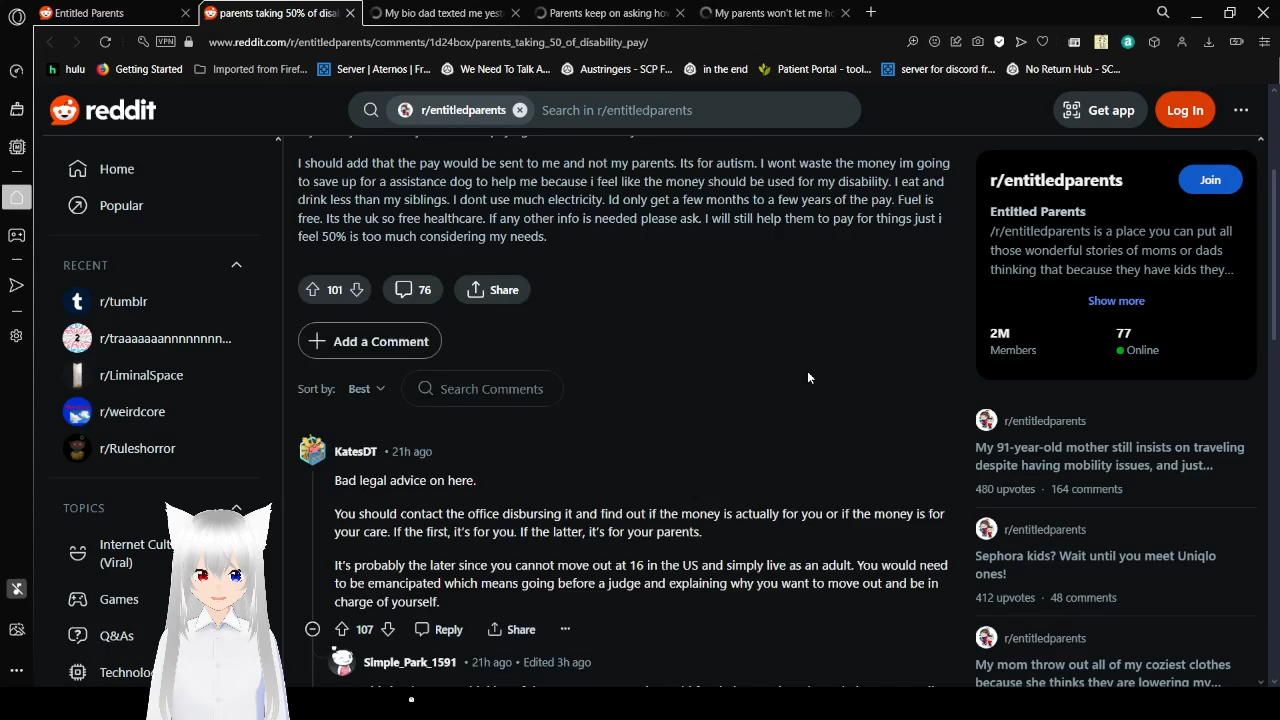 Entitled Parents
parents taking 50% of disa
My bio dad texted me yest
Parents keep on asking how
My parents won't let me h
VPN
www.reddit.com/r/entitledparents/comments/1d24box/parents_taking_50_of_disability_pay/
hulu
Getting Started
Imported from Firef...
Server | Aternos | Fr...
We Need To Talk A...
Austringers - SCP F...
in the end
Patient Portal - tool...
server for discord fr...
No Return Hub - SC...
reddit
r/entitledparents
Search in r/entitledparents
Get app
Log In
Home
Popular
RECENT
r/tumblr
r/traaaaaaannnnnnnn...
r/LiminalSpace
r/weirdcore
r/Ruleshorror
TOPICS
Internet Cult
(Viral)
Games
Q&As
Technolo
I should add that the pay would be sent to me and not my parents. Its for autism. I wont waste the money im going
to save up for a assistance dog to help me because i feel like the money should be used for my disability. I eat and
drink less than my siblings. I dont use much electricity. Id only get a few months to a few years of the pay. Fuel is
free. Its the uk so free healthcare. If any other info is needed please ask. I will still help them to pay for things just i
feel 50% is too much considering my needs.
101
76
Share
Add a Comment
Sort by:
Best
Search Comments
KatesDT • 21h ago
Bad legal advice on here.
You should contact the office disbursing it and find out if the money is actually for you or if the money is for
your care. If the first, it's for you. If the latter, it's for your parents.
It's probably the later since you cannot move out at 16 in the US and simply live as an adult. You would need
to be emancipated which means going before a judge and explaining why you want to move out and be in
charge of yourself.
107
Reply
Share
Simple_Park_1591 • 21h ago • Edited 3h ago
r/entitledparents
Join
Entitled Parents
/r/entitledparents is a place you can put all
those wonderful stories of moms or dads
thinking that because they have kids they...
Show more
2M
77
Members
Online
r/entitledparents
My 91-year-old mother still insists on traveling
despite having mobility issues, and just...
480 upvotes • 164 comments
r/entitledparents
Sephora kids? Wait until you meet Uniqlo
ones!
412 upvotes • 48 comments
r/entitledparents
My mom throw out all of my coziest clothes
because she thinks they are lowering my...